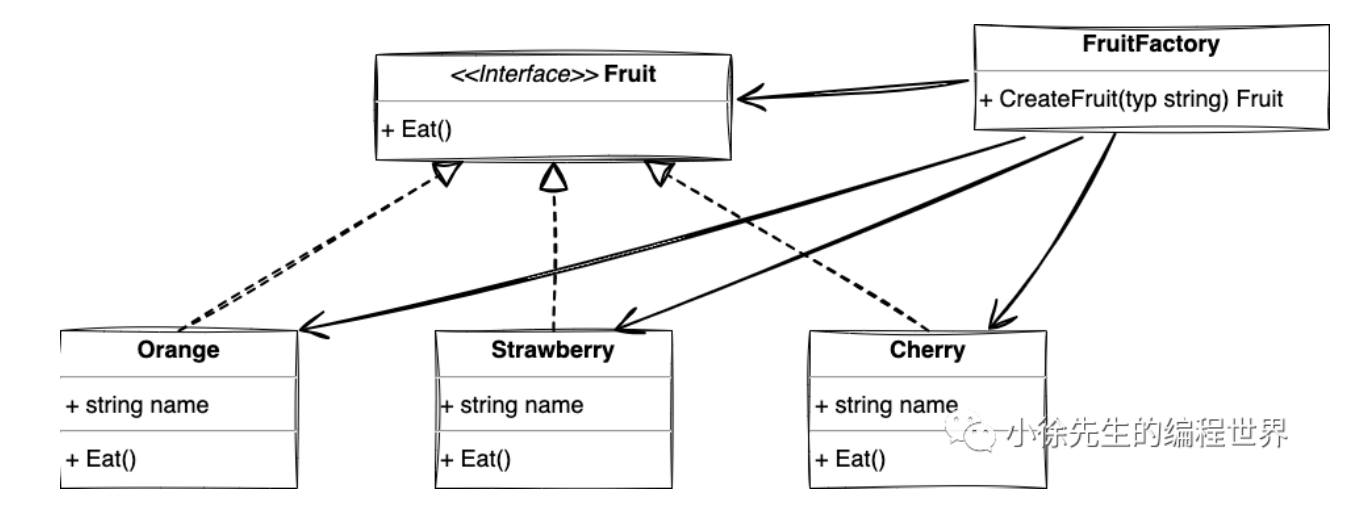 <<Interface>> Fruit
+ Eat()
FruitFactory
+ CreateFruit(typ string) Fruit
Orange
+ string name
+ Eat()
Strawberry
+ string name
+ Eat()
Cherry
+ string name
+ Eat()
小徐先生的编程世界